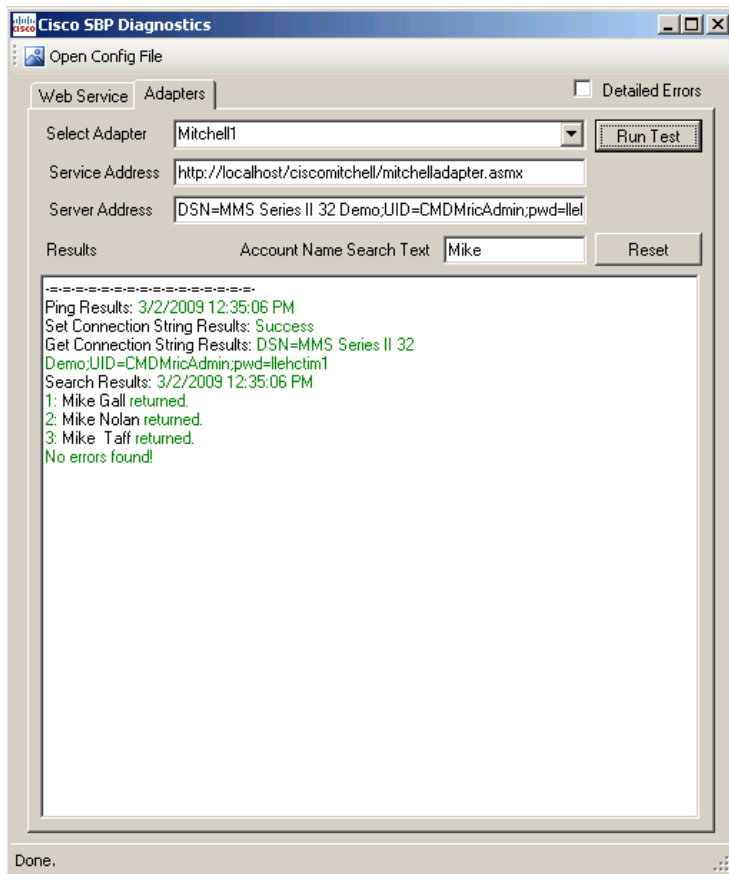 cisco Cisco SBP Diagnostics
Open Config File
Web Service Adapters Detailed Errors
Select Adapter Mitchell1 Run Test
Service Address http://localhost/ciscomitchell/mitchelladapter.asmx
Server Address DSN=MMS Series II 32 Demo;UID=CMDMricAdmin;pwd=llel
Results Account Name Search Text Mike Reset
-=-=-=-=-=-=-=-=-=-=-=-=-=-=-=-=-
Ping Results: 3/2/2009 12:35:06 PM
Set Connection String Results: Success
Get Connection String Results: DSN=MMS Series II 32
Demo;UID=CMDMricAdmin;pwd=llehctim1
Search Results: 3/2/2009 12:35:06 PM
1: Mike Gall returned.
2: Mike Nolan returned.
3: Mike  Taff returned.
No errors found!
Done.